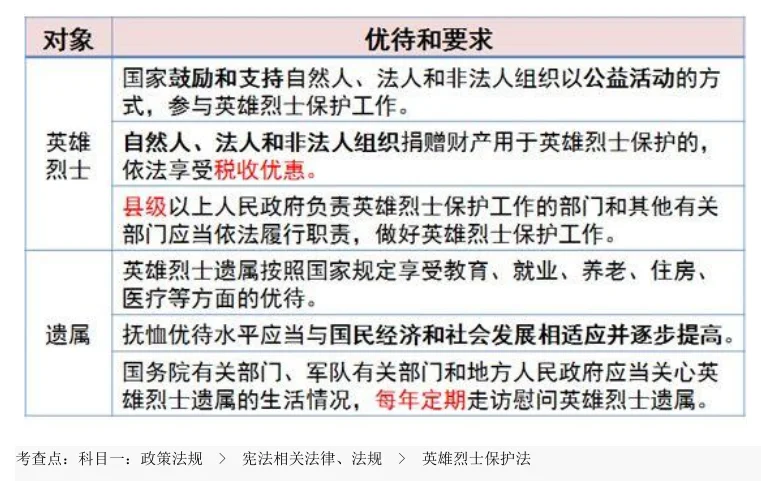 对象 优待和要求
国家鼓励和支持自然人、法人和非法人组织以公益活动的方
式，参与英雄烈士保护工作。
英雄
烈士
自然人、法人和非法人组织捐赠财产用于英雄烈士保护的，
依法享受税收优惠。
县级以上人民政府负责英雄烈士保护工作的部门和其他有关
部门应当依法履行职责，做好英雄烈士保护工作。
英雄烈士遗属按照国家规定享受教育、就业、养老、住房、
医疗等方面的优待。
遗属 抚恤优待水平应当与国民经济和社会发展相适应并逐步提高。
国务院有关部门、军队有关部门和地方人民政府应当关心英
雄烈士遗属的生活情况，每年定期走访慰问英雄烈士遗属。
考查点：科目一：政策法规 > 宪法相关法律、法规 > 英雄烈士保护法